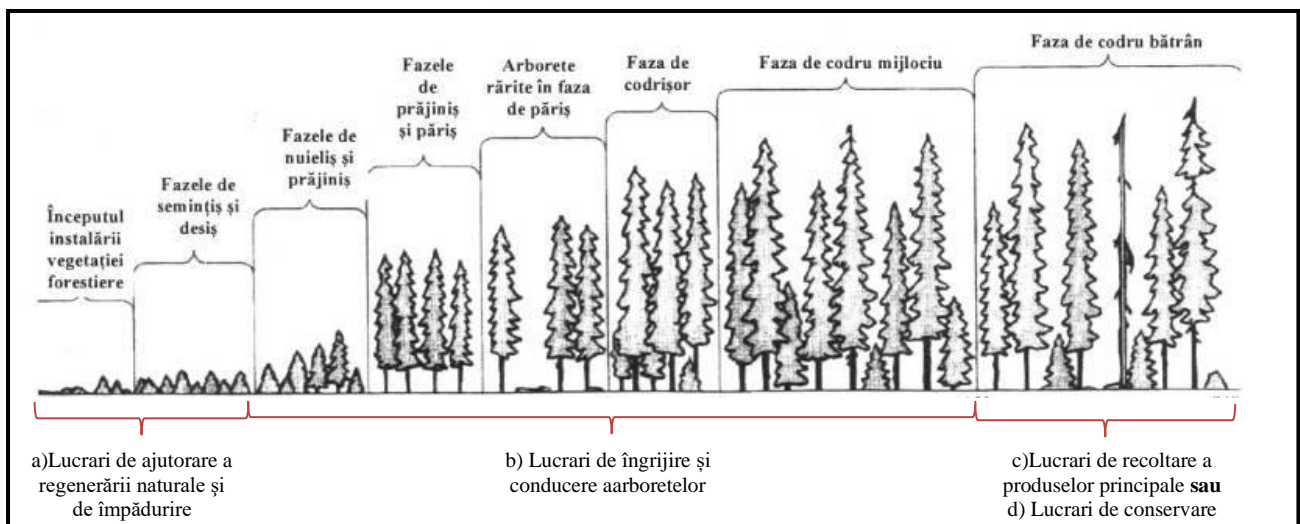 Începutul
instalării
vegetației
forestiere
Fazele de
semințiș și
desiș
Fazele de
nuieliș și
prăjiniș
Fazele
de
prăjiniș
și păriș
Arborete
rărite în faza
de păriș
Faza de
codrișor
Faza de codru mijlociu
Faza de codru bătrân
a)Lucrari de ajutorare a
regenerării naturale şi
de împădurire
b) Lucrari de îngrijire și
conducere aarboretelor
c)Lucrari de recoltare a
produselor principale sau
d) Lucrari de conservare